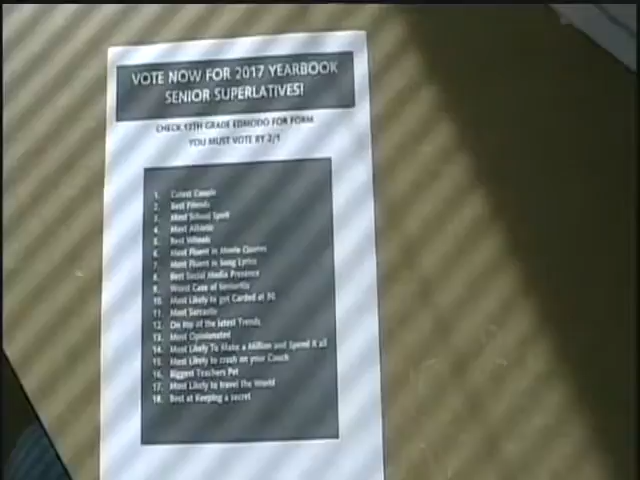 VOTE NOW FOR 2017 YEARBOOK
SENIOR SUPERLATIVES!
CHECK 12TH GRADE EDMODO FOR FORM
YOU MUST VOTE BY 2/1
1. Cutest Couple
2. Best Friends
3. Most School Spirit
4. Most Athletic
5. Best Wheels
6. Most Fluent in Movie Quotes
7. Most Fluent in Song Lyrics
8. Best Social Media Presence
9. Worst Case of Senioritis
10. Most Likely to get Carded at 30
11. Most Sarcastic
12. On top of the latest Trends
13. Most Opinionated
14. Most Likely To Make a Million and Spend it all
15. Most Likely to crash on your Couch
16. Biggest Teachers Pet
17. Most Likely to travel the World
18. Best at Keeping a secret